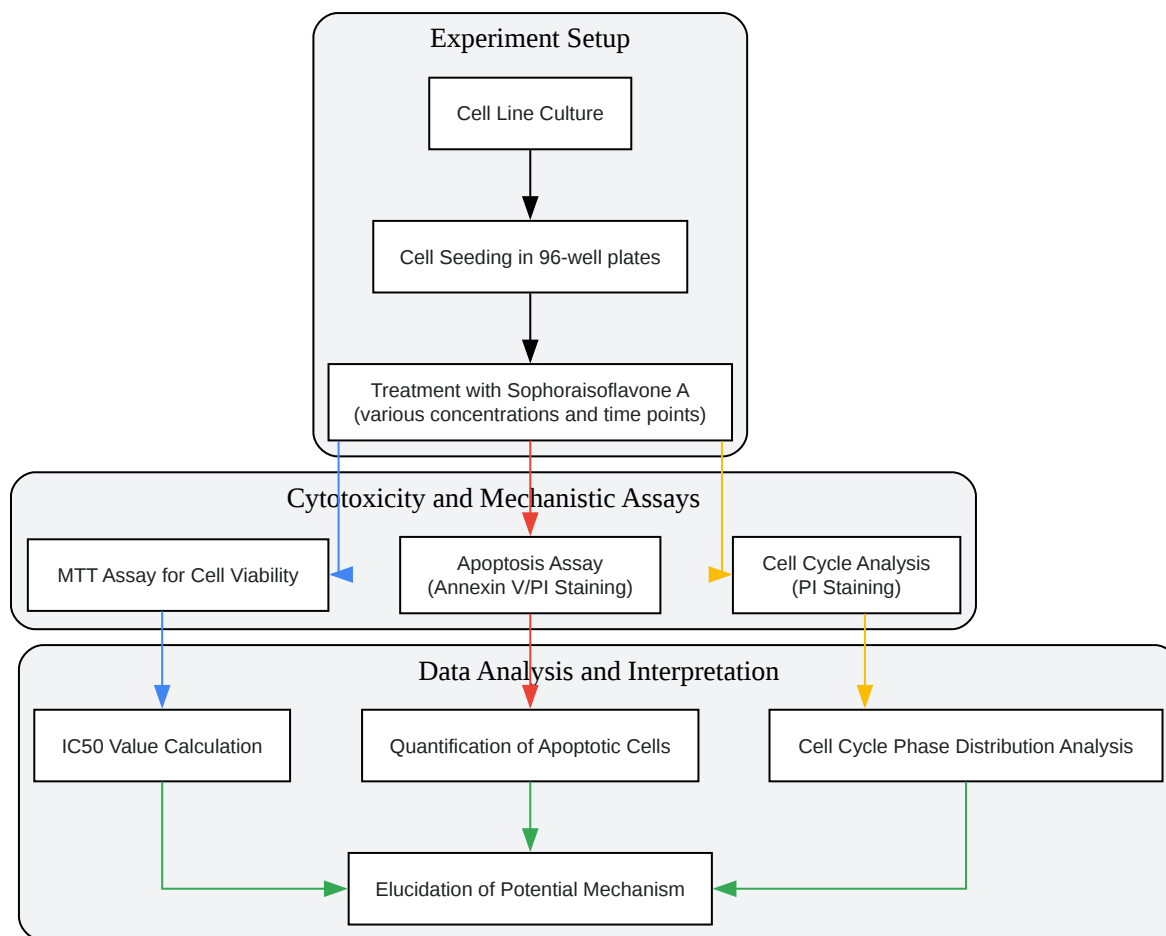 Experiment Setup
Cell Line Culture
Cell Seeding in 96-well plates
Treatment with Sophoraisoflavone A
(various concentrations and time points)
Cytotoxicity and Mechanistic Assays
MTT Assay for Cell Viability
Apoptosis Assay
(Annexin V/PI Staining)
Cell Cycle Analysis
(PI Staining)
Data Analysis and Interpretation
IC50 Value Calculation
Quantification of Apoptotic Cells
Cell Cycle Phase Distribution Analysis
Elucidation of Potential Mechanism